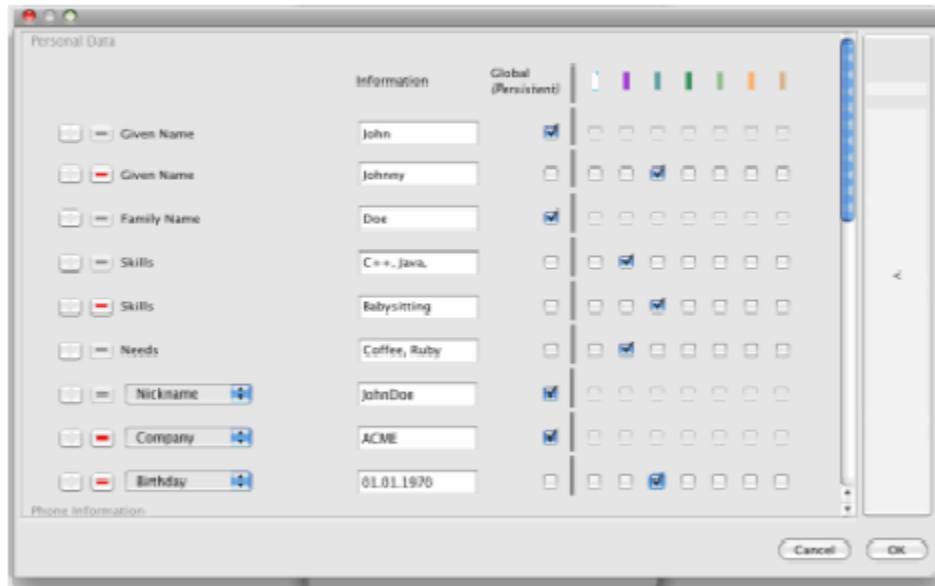 Personal Data
Information
Global
(Persistent)
Given Name John
Given Name Johnny
Family Name Doe
Skills C++, Java,
Skills Babysitting
Needs Coffee, Ruby
Nickname JohnDoe
Company ACME
Birthday 01.01.1970
Phone Information
Cancel OK